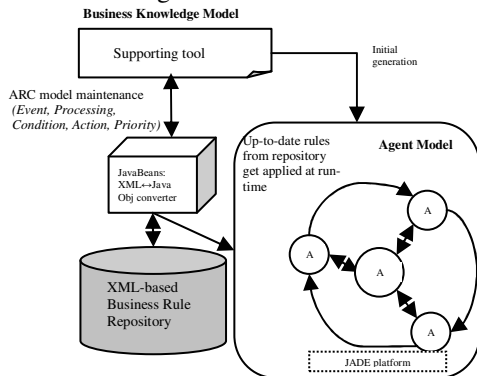 Business Knowledge Model
Supporting tool
Initial
generation
ARC model maintenance
(Event, Processing,
Condition, Action, Priority)
JavaBeans:
XML↔Java
Obj converter
Up-to-date rules
from repository
get applied at run-
time
Agent Model
A
A
A
A
XML-based
Business Rule
Repository
JADE platform